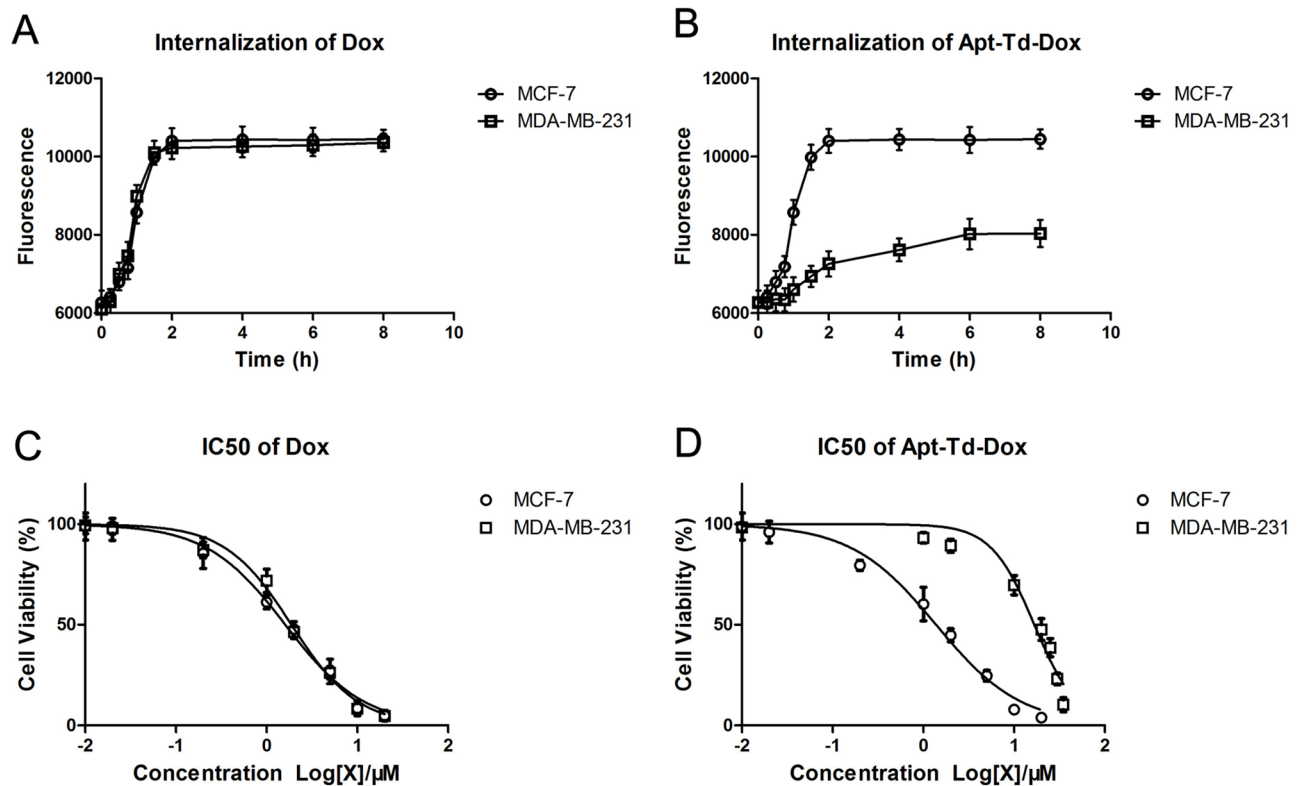 A
Internalization of Dox
12000
10000
8000
6000
Fluorescence
0 2 4 6 8 10
Time (h)
MCF-7
MDA-MB-231
B
Internalization of Apt-Td-Dox
12000
10000
8000
6000
Fluorescence
0 2 4 6 8 10
Time (h)
MCF-7
MDA-MB-231
C
IC50 of Dox
100
50
0
Cell Viability (%)
-2 -1 0 1 2
Concentration Log[X]/µM
MCF-7
MDA-MB-231
D
IC50 of Apt-Td-Dox
100
50
0
Cell Viability (%)
-2 -1 0 1 2
Concentration Log[X]/µM
MCF-7
MDA-MB-231